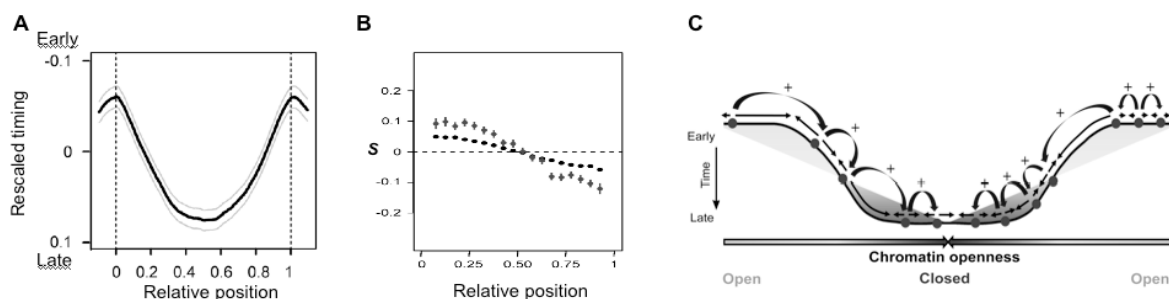 A
Early
-0.1
0
0.1
Late
Rescaled timing
0 0.2 0.4 0.6 0.8 1
Relative position
B
S
0.2
0.1
0
-0.1
-0.2
0 0.25 0.50 0.75 1
Relative position
C
+ + + +
+ +
+ +
+ + +
Early
Time
Late
Chromatin openness
Open Closed Open